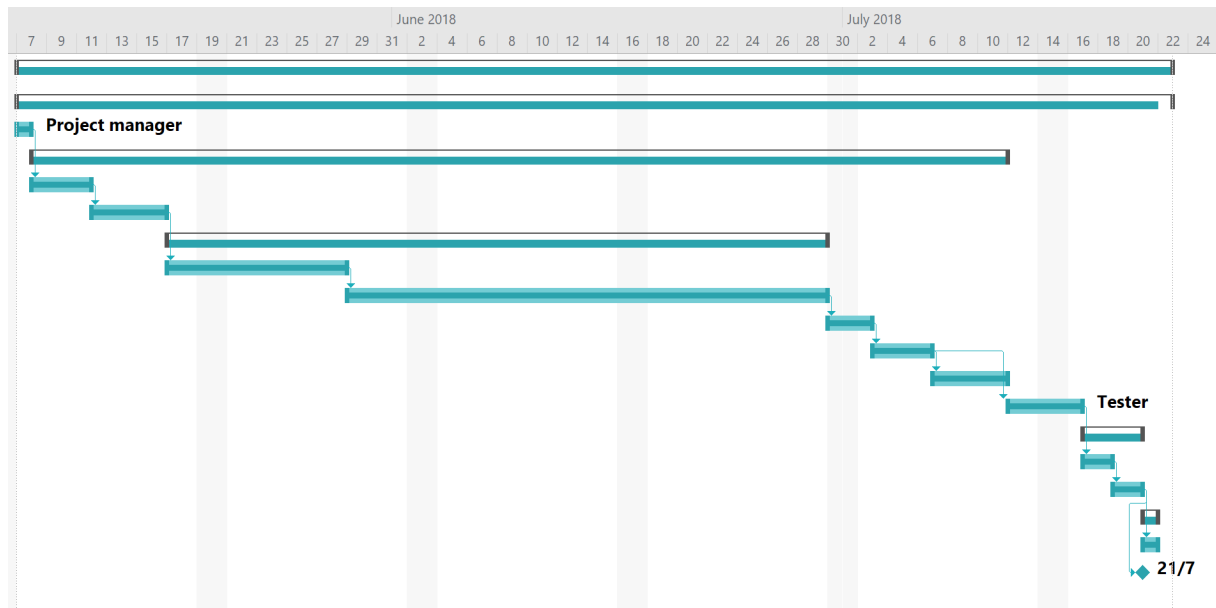 June 2018 July 2018
7 9 11 13 15 17 19 21 23 25 27 29 31 2 4 6 8 10 12 14 16 18 20 22 24 26 28 30 2 4 6 8 10 12 14 16 18 20 22 24
Project manager
Tester
21/7